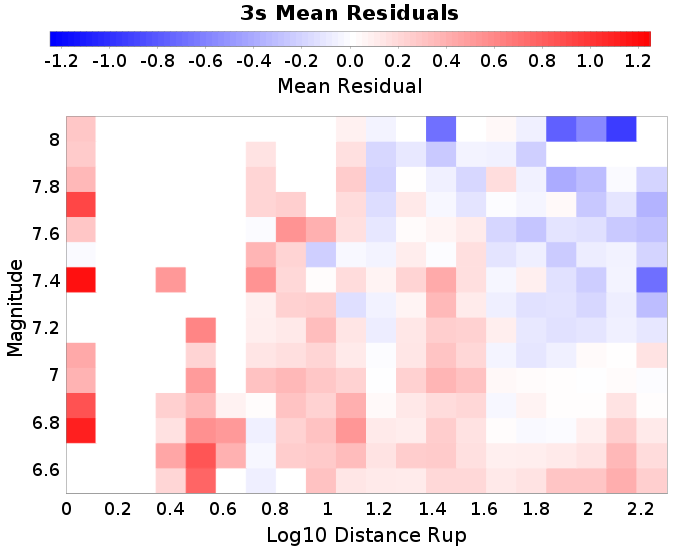 3s Mean Residuals
-1.2 -1.0 -0.8 -0.6 -0.4 -0.2 0.0 0.2 0.4 0.6 0.8 1.0 1.2
Mean Residual
8
7.8
7.6
7.4
7.2
7
6.8
6.6
Magnitude
0 0.2 0.4 0.6 0.8 1 1.2 1.4 1.6 1.8 2 2.2
Log10 Distance Rup